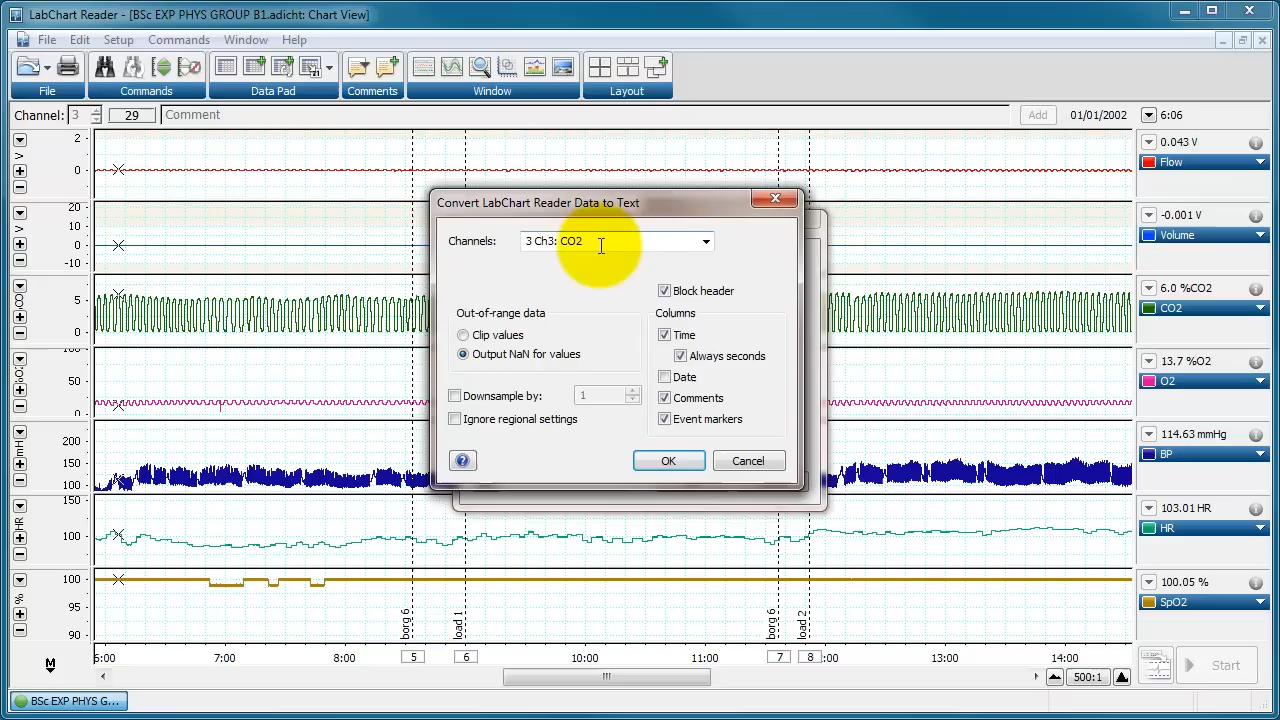 LabChart Reader - [BSc EXP PHYS GROUP B1.adicht: Chart View]
File Edit Setup Commands Window Help
File Commands Data Pad Comments Window Layout
Channel: 3 29 Comment Add 01/01/2002 6:06
2
0
0.043 V
Flow
10
0
-10
-0.001 V
Volume
5
0
6.0 %CO2
CO2
50
0
13.7 %O2
O2
200
150
100
114.63 mmHg
BP
150
100
103.01 HR
HR
100
95
90
%
100.05 %
SpO2
Convert LabChart Reader Data to Text
Channels: 3 Ch3: CO2
Block header
Out-of-range data
Clip values
Output NaN for values
Downsample by: 1
Ignore regional settings
Columns
Time
Always seconds
Date
Comments
Event markers
OK Cancel
borg 6
load 1
borg 6
load 2
7:00 8:00 5 6 10:00 11:00 7 8 :00 13:00 14:00
M
500:1
Start
BSc EXP PHYS G...